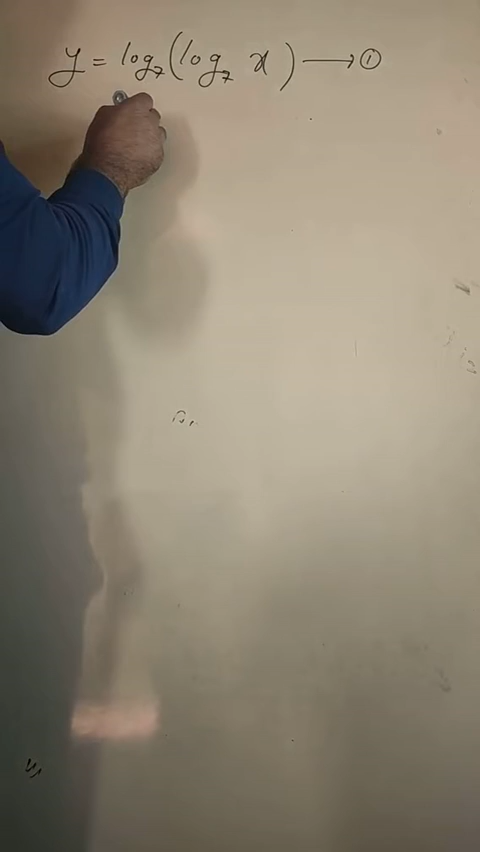 y = log₇(log₇ x) ⟶ ①